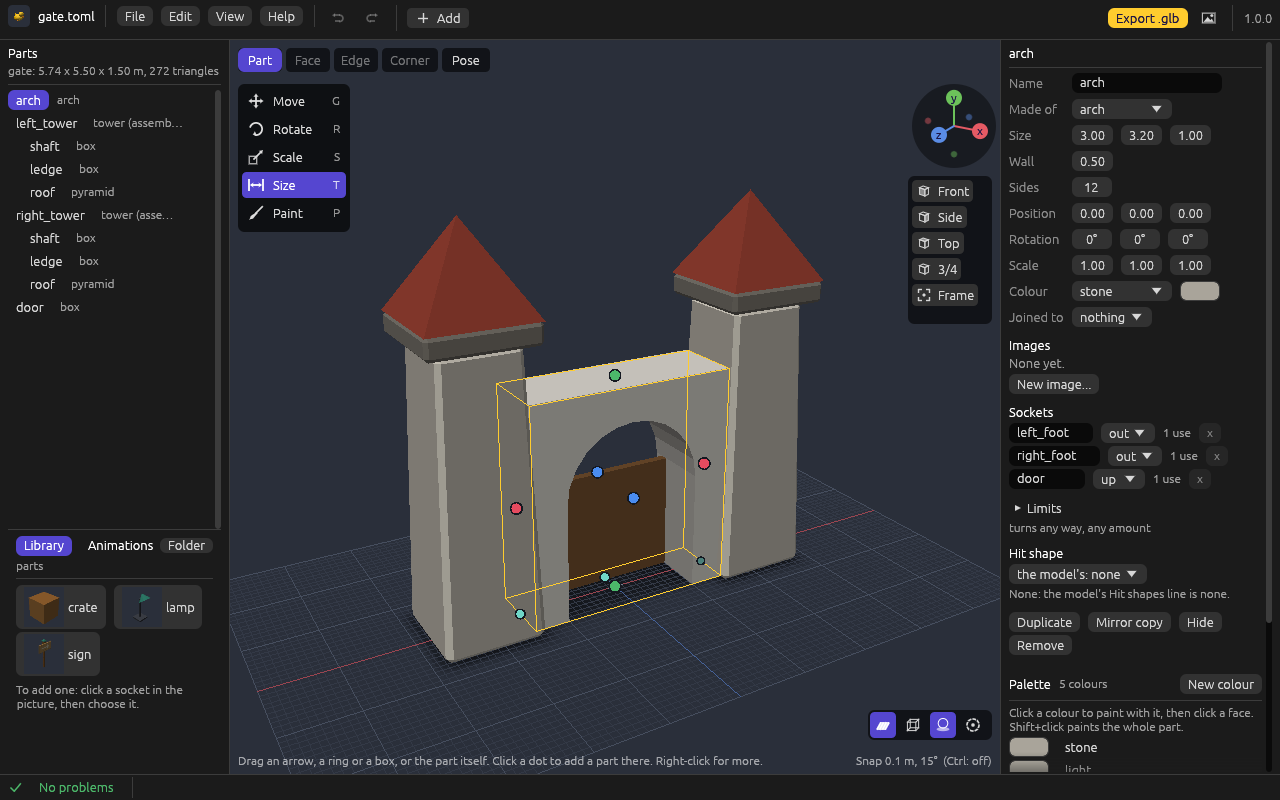 gate.toml File Edit View Help + Add Export .glb 1.0.0
Parts
gate: 5.74 x 5.50 x 1.50 m, 272 triangles
arch arch
left_tower tower (assemb...
shaft box
ledge box
roof pyramid
right_tower tower (asse...
shaft box
ledge box
roof pyramid
door box
Library Animations Folder
parts
crate lamp
sign
To add one: click a socket in the
picture, then choose it.
Part Face Edge Corner Pose
Move G
Rotate R
Scale S
Size T
Paint P
y
x
z
Front
Side
Top
3/4
Frame
Drag an arrow, a ring or a box, or the part itself. Click a dot to add a part there. Right-click for more.
Snap 0.1 m, 15° (Ctrl: off)
arch
Name arch
Made of arch
Size 3.00 3.20 1.00
Wall 0.50
Sides 12
Position 0.00 0.00 0.00
Rotation 0° 0° 0°
Scale 1.00 1.00 1.00
Colour stone
Joined to nothing
Images
None yet.
New image...
Sockets
left_foot out 1 use x
right_foot out 1 use x
door up 1 use x
Limits
turns any way, any amount
Hit shape
the model's: none
None: the model's Hit shapes line is none.
Duplicate Mirror copy Hide
Remove
Palette 5 colours New colour
Click a colour to paint with it, then click a face.
Shift+click paints the whole part.
stone
light
No problems